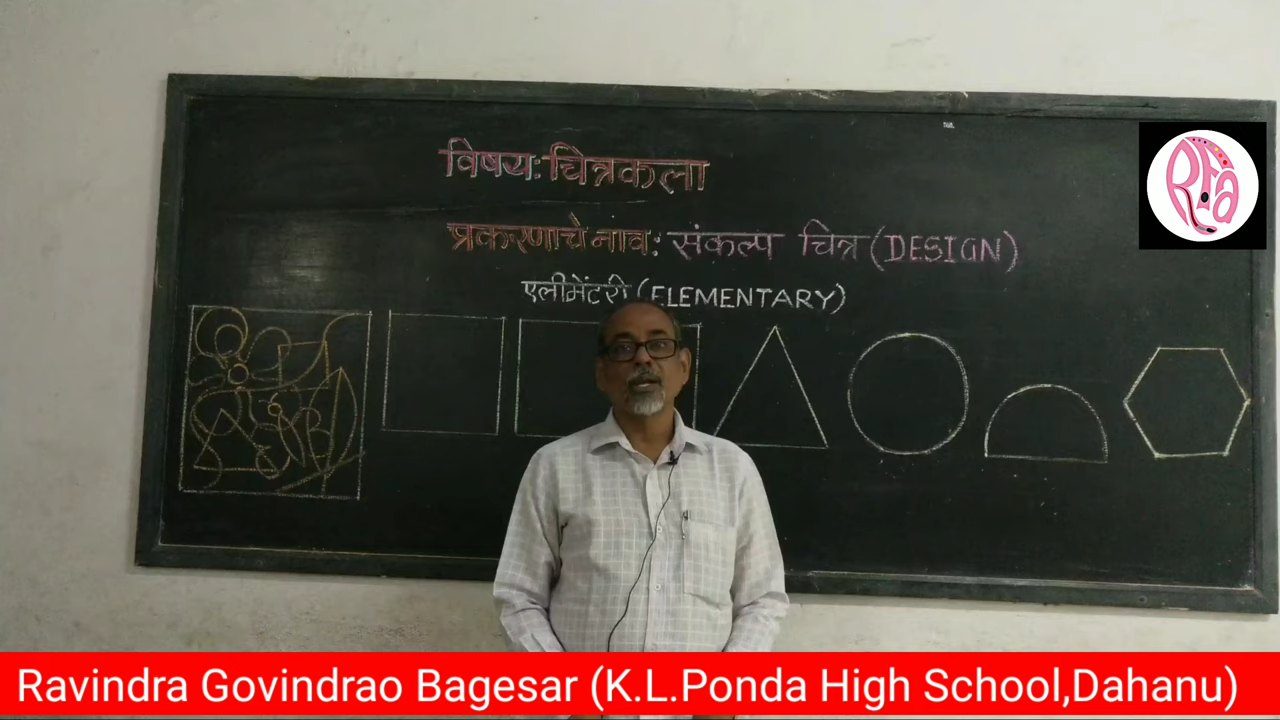 विषय: चित्रकला
प्रकरणाचे नांव: संकल्प चित्र (DESIGN)
एलीमेंटरी (ELEMENTARY)
RFa
Ravindra Govindrao Bagesar (K.L.Ponda High School,Dahanu)